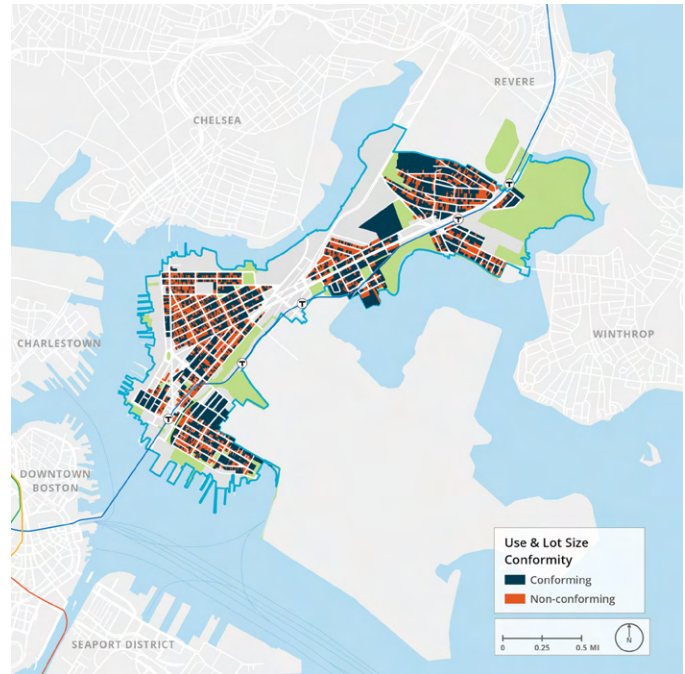 REVERE
CHELSEA
WINTHROP
CHARLESTOWN
DOWNTOWN
BOSTON
SEAPORT DISTRICT
T
T
T
T
T
Use & Lot Size
Conformity
Conforming
Non-conforming
0 0.25 0.5 MI
N